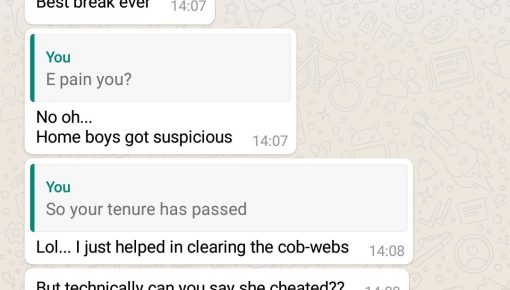 Best break ever 14:07
You
E pain you?
No oh...
Home boys got suspicious 14:07
You
So your tenure has passed
Lol... I just helped in clearing the cob-webs 14:08
But technically can you say she cheated??